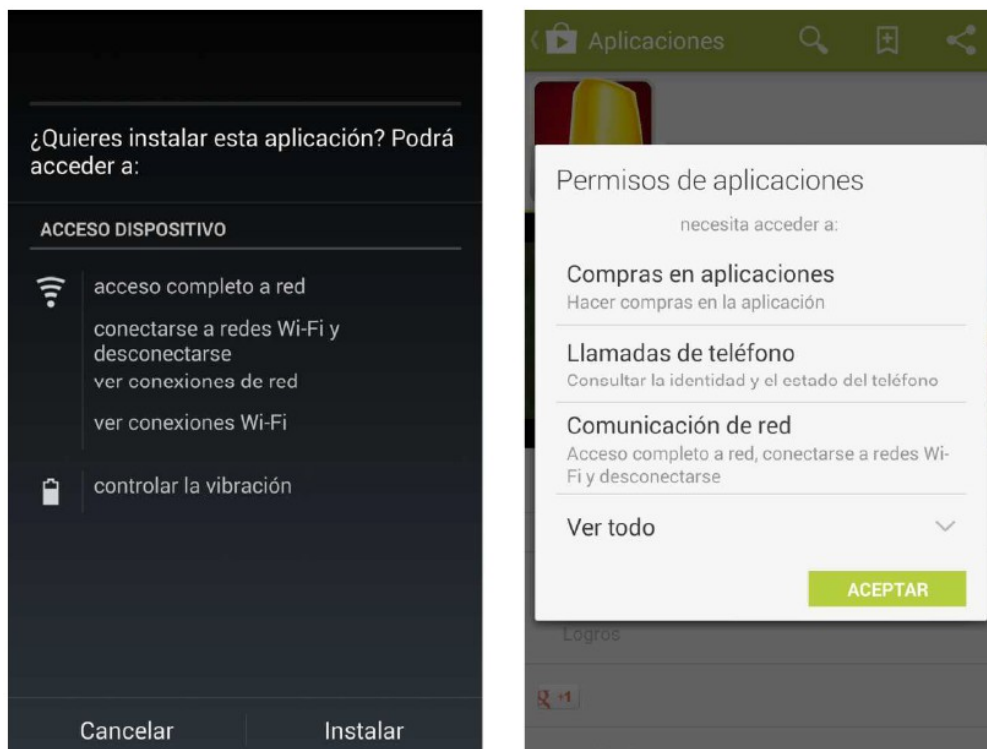 ¿Quieres instalar esta aplicación? Podrá
acceder a:
ACCESO DISPOSITIVO
acceso completo a red
conectarse a redes Wi-Fi y
desconectarse
ver conexiones de red
ver conexiones Wi-Fi
controlar la vibración
Cancelar
Instalar
Aplicaciones
Permisos de aplicaciones
necesita acceder a:
Compras en aplicaciones
Hacer compras en la aplicación
Llamadas de teléfono
Consultar la identidad y el estado del teléfono
Comunicación de red
Acceso completo a red, conectarse a redes Wi-
Fi y desconectarse
Ver todo
ACEPTAR
Logros
g +1